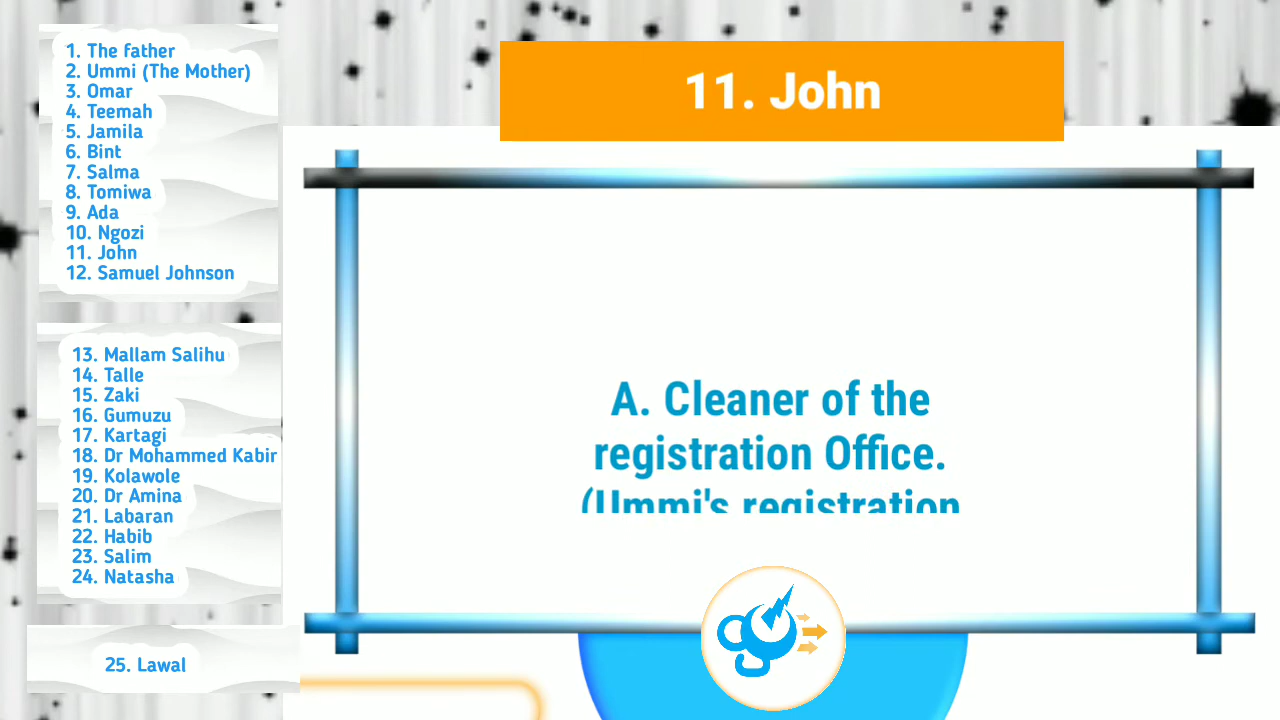 1. The father
2. Ummi (The Mother)
3. Omar
4. Teemah
5. Jamila
6. Bint
7. Salma
8. Tomiwa
9. Ada
10. Ngozi
11. John
12. Samuel Johnson
13. Mallam Salihu
14. Talle
15. Zaki
16. Gumuzu
17. Kartagi
18. Dr Mohammed Kabir
19. Kolawole
20. Dr Amina
21. Labaran
22. Habib
23. Salim
24. Natasha
25. Lawal
11. John
A. Cleaner of the
registration Office.
(Ummi's registration